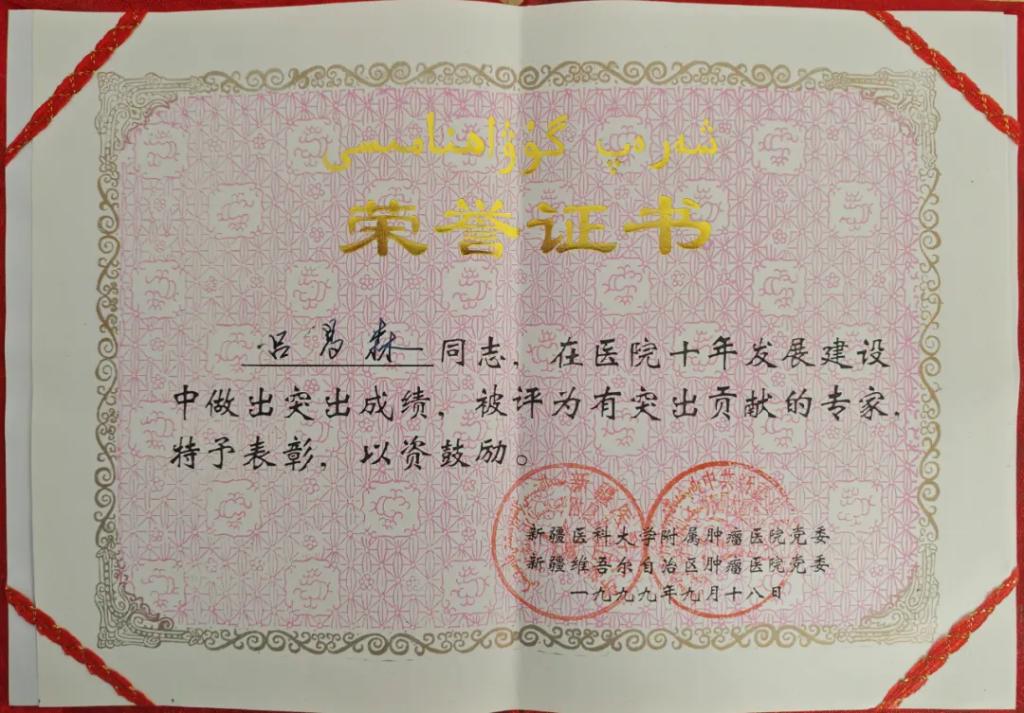 شەرەپ گۇۋاھنامىسى
荣誉证书
吕昌森同志，在医院十年发展建设
中做出突出成绩，被评为有突出贡献的专家，
特予表彰，以资鼓励。
新疆医科大学附属肿瘤医院党委
新疆维吾尔自治区肿瘤医院党委
一九九九年九月十八日